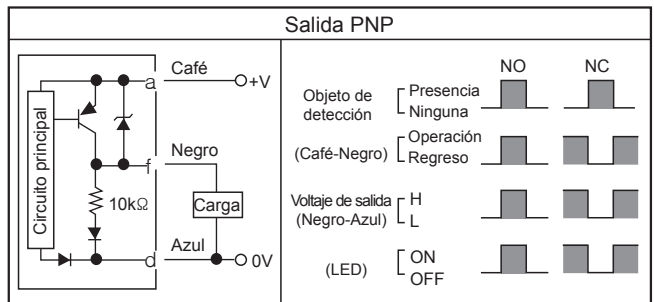 Salida PNP
Circuito principal
a
Café
+V
f
Negro
10kΩ
Carga
d
Azul
0V
NO
NC
Objeto de
detección
Presencia
Ninguna
(Café-Negro)
Operación
Regreso
Voltaje de salida
(Negro-Azul)
H
L
(LED)
ON
OFF